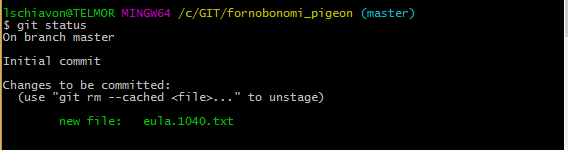 lschiavon@TELMOR MINGW64 /c/GIT/fornobonomi_pigeon (master)
$ git status
On branch master
Initial commit
Changes to be committed:
(use "git rm --cached <file>..." to unstage)
new file: eula.1040.txt